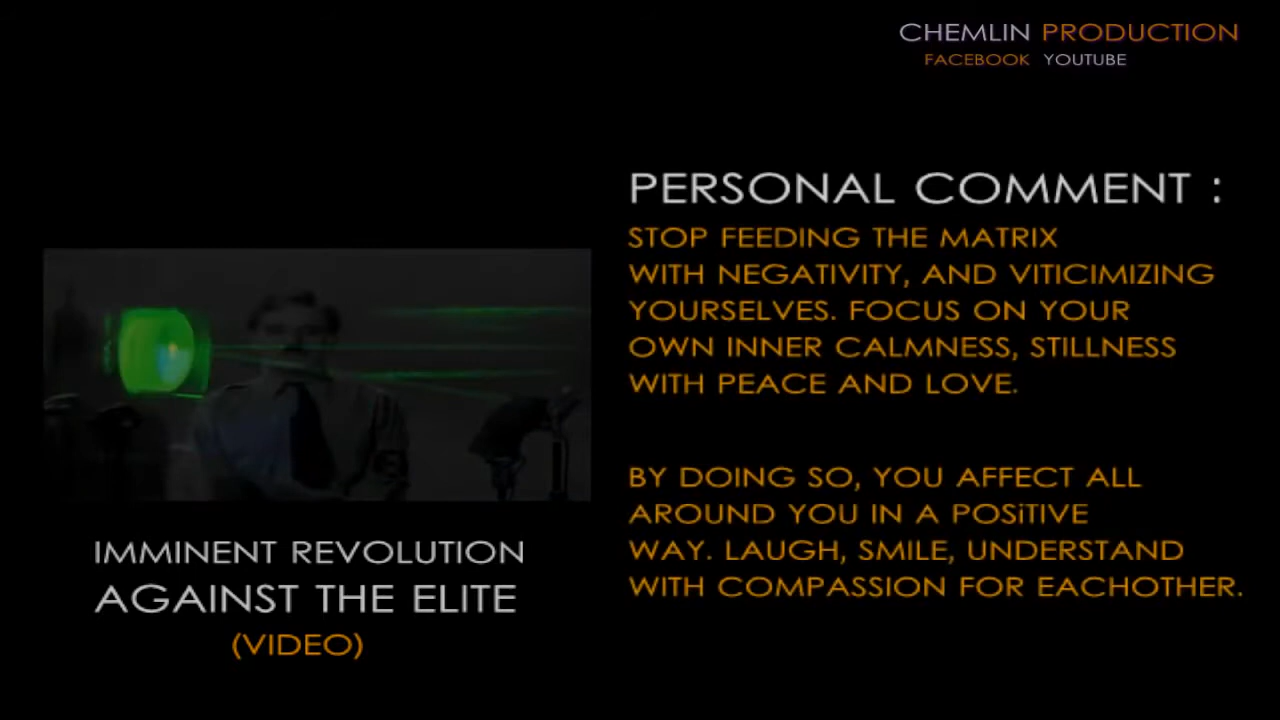 CHEMLIN PRODUCTION
FACEBOOK YOUTUBE
PERSONAL COMMENT :
STOP FEEDING THE MATRIX
WITH NEGATIVITY, AND VITICIMIZING
YOURSELVES. FOCUS ON YOUR
OWN INNER CALMNESS, STILLNESS
WITH PEACE AND LOVE.
BY DOING SO, YOU AFFECT ALL
AROUND YOU IN A POSiTIVE
WAY. LAUGH, SMILE, UNDERSTAND
WITH COMPASSION FOR EACHOTHER.
IMMINENT REVOLUTION
AGAINST THE ELITE
(VIDEO)